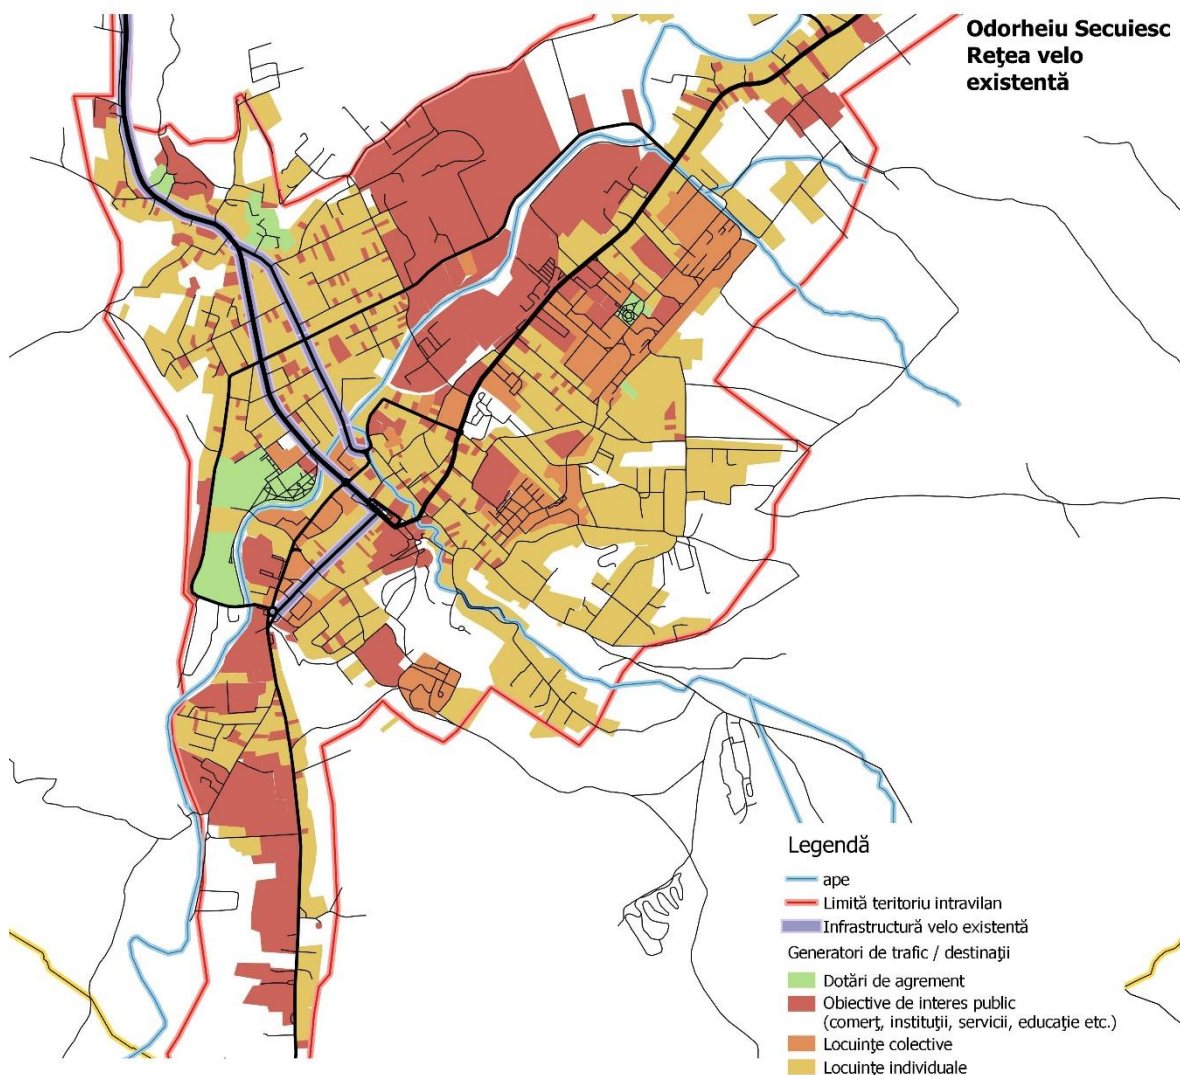 Odorheiu Secuiesc
Reţea velo
existentă
Legendă
ape
Limită teritoriu intravilan
Infrastructură velo existentă
Generatori de trafic / destinaţii
Dotări de agrement
Obiective de interes public
(comerţ, instituţii, servicii, educaţie etc.)
Locuinţe colective
Locuinţe individuale